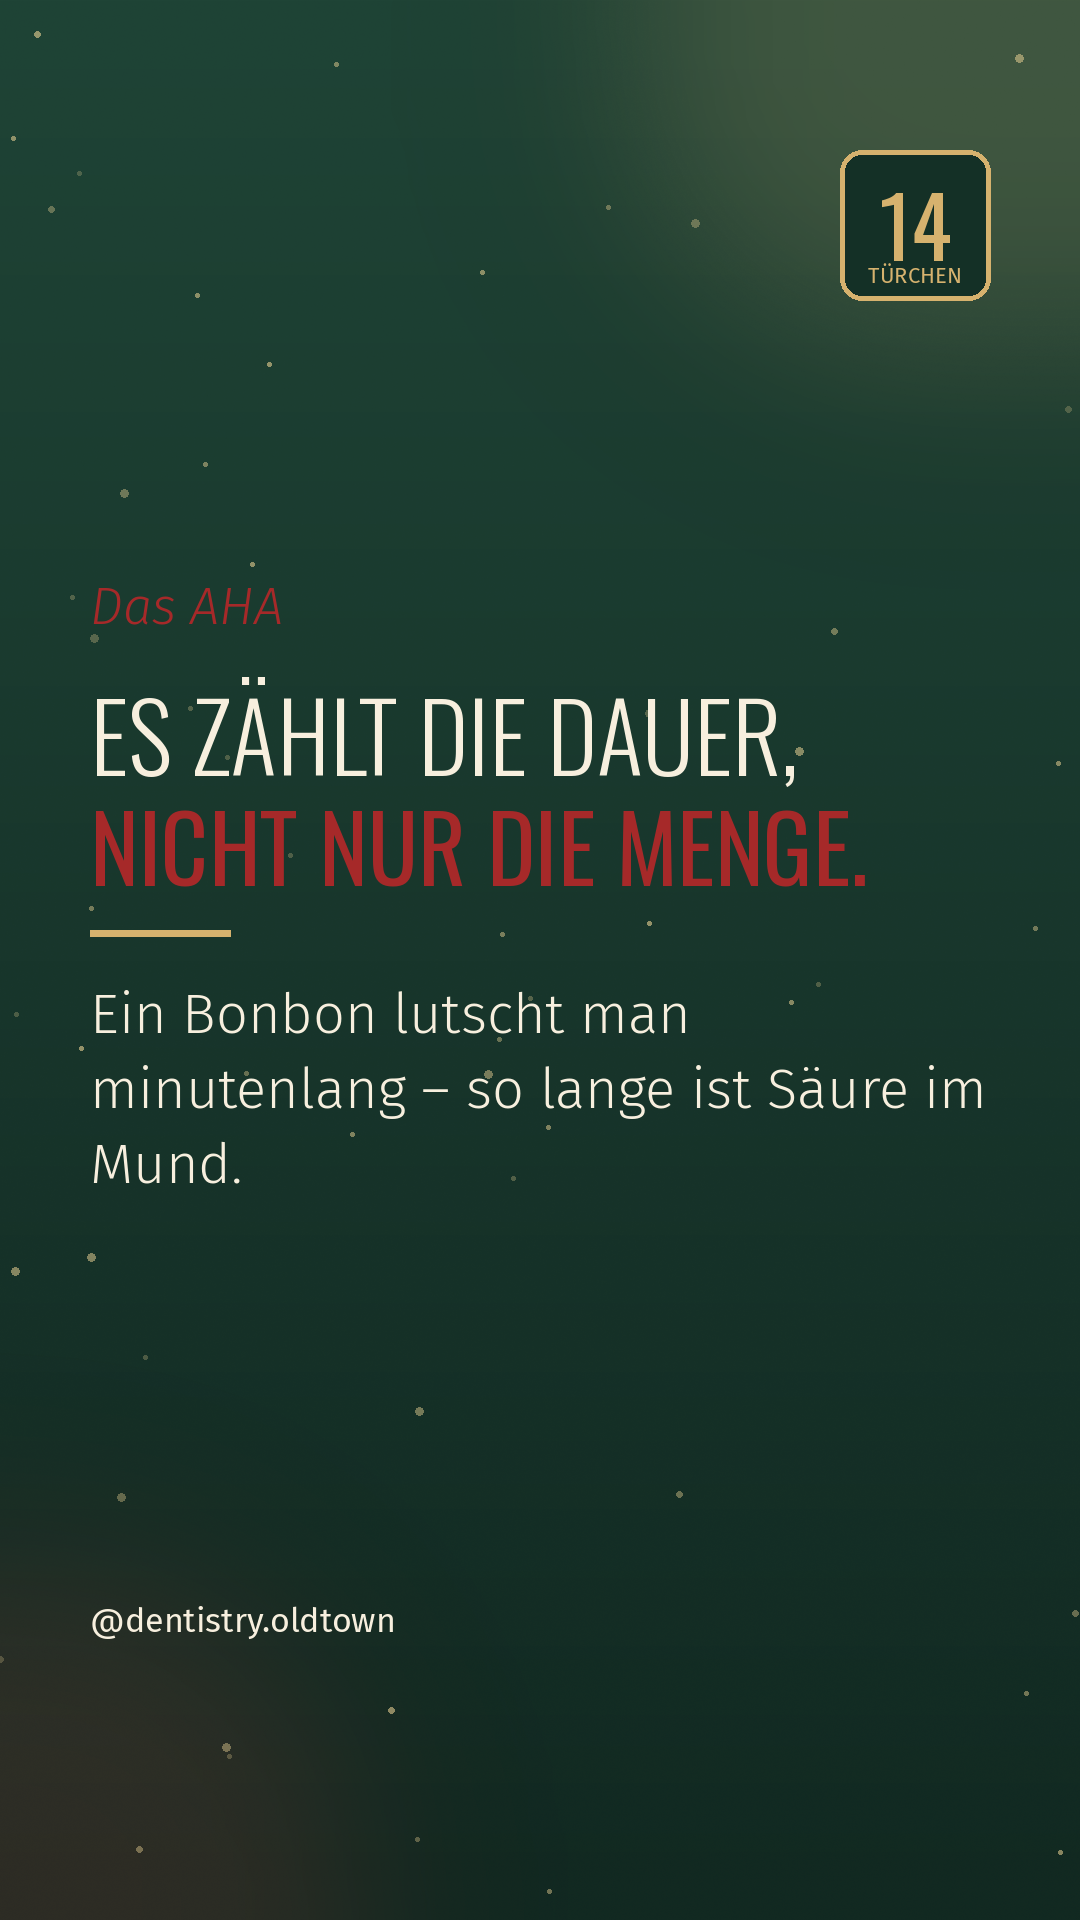 14
TÜRCHEN
Das AHA
ES ZÄHLT DIE DAUER,
NICHT NUR DIE MENGE.
Ein Bonbon lutscht man
minutenlang – so lange ist Säure im
Mund.
@dentistry.oldtown